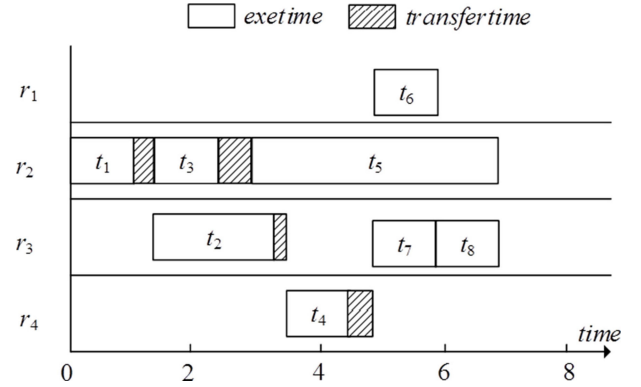 exetime transfertime
r1 t6
r2 t1 t3 t5
r3 t2 t7 t8
r4 t4
time
0 2 4 6 8